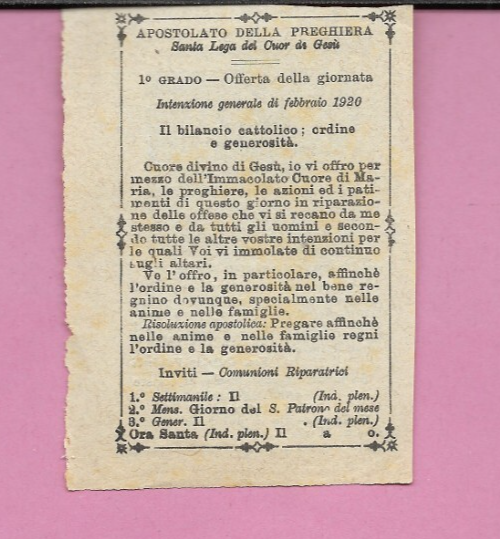 APOSTOLATO DELLA PREGHIERA
Santa Lega del Cuor di Gesù
1º GRADO — Offerta della giornata
Intenzione generale di febbraio 1920
Il bilancio cattolico; ordine
e generosità.
Cuore divino di Gesù, io vi offro per
mezzo dell'Immacolato Cuore di Ma-
ria, le preghiere, le azioni ed i pati-
menti di questo giorno in riparazio-
ne delle offese che vi si recano da me
stesso e da tutti gli uomini e secon-
do tutte le altre vostre intenzioni per
le quali Voi vi immolate di continuo
sugli altari.
Ve l'offro, in particolare, affinchè
l'ordine e la generosità nel bene re-
gnino dovunque, specialmente nelle
anime e nelle famiglie.
Risoluzione apostolica: Pregare affinchè
nelle anime e nelle famiglie regni
l'ordine e la generosità.
Inviti — Comunioni Riparatrici
1.º Settimanile: Il (Ind. plen.)
2.º Mens. Giorno del S. Patrono del mese
3.º Gener. Il . (Ind. plen.)
Ora Santa (Ind. plen.) Il a o.